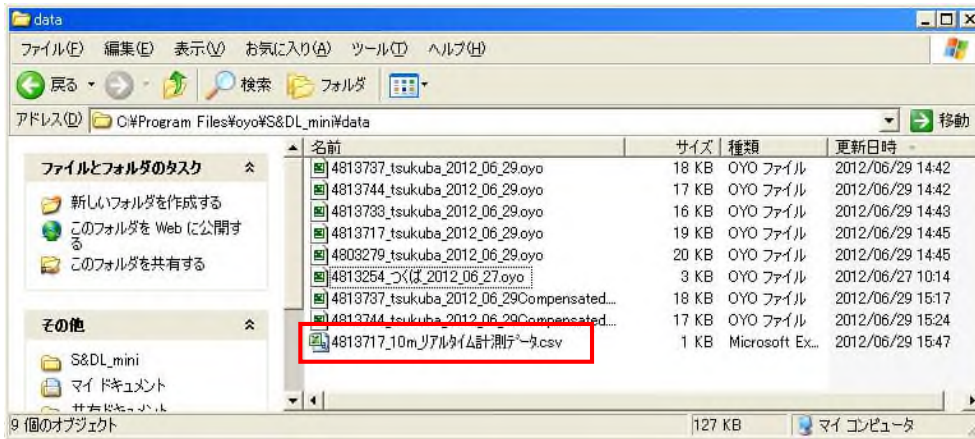 data
ファイル(F) 編集(E) 表示(V) お気に入り(A) ツール(T) ヘルプ(H)
戻る 検索 フォルダ
アドレス(D) C:¥Program Files¥oyo¥S&DL_mini¥data 移動
ファイルとフォルダのタスク
新しいフォルダを作成する
このフォルダを Web に公開する
このフォルダを共有する
その他
S&DL_mini
マイ ドキュメント
共有ドキュメント
名前 サイズ 種類 更新日時
4813737_tsukuba_2012_06_29.oyo 18 KB OYO ファイル 2012/06/29 14:42
4813744_tsukuba_2012_06_29.oyo 17 KB OYO ファイル 2012/06/29 14:42
4813733_tsukuba_2012_06_29.oyo 16 KB OYO ファイル 2012/06/29 14:43
4813717_tsukuba_2012_06_29.oyo 19 KB OYO ファイル 2012/06/29 14:45
4803279_tsukuba_2012_06_29.oyo 20 KB OYO ファイル 2012/06/29 14:45
4813254_つくば_2012_06_27.oyo 3 KB OYO ファイル 2012/06/27 10:14
4813737_tsukuba_2012_06_29Compensated.... 18 KB OYO ファイル 2012/06/29 15:17
4813744_tsukuba_2012_06_29Compensated.... 17 KB OYO ファイル 2012/06/29 15:24
4813717_10m_リアルタイム計測データ.csv 1 KB Microsoft Ex... 2012/06/29 15:47
9 個のオブジェクト 127 KB マイ コンピュータ